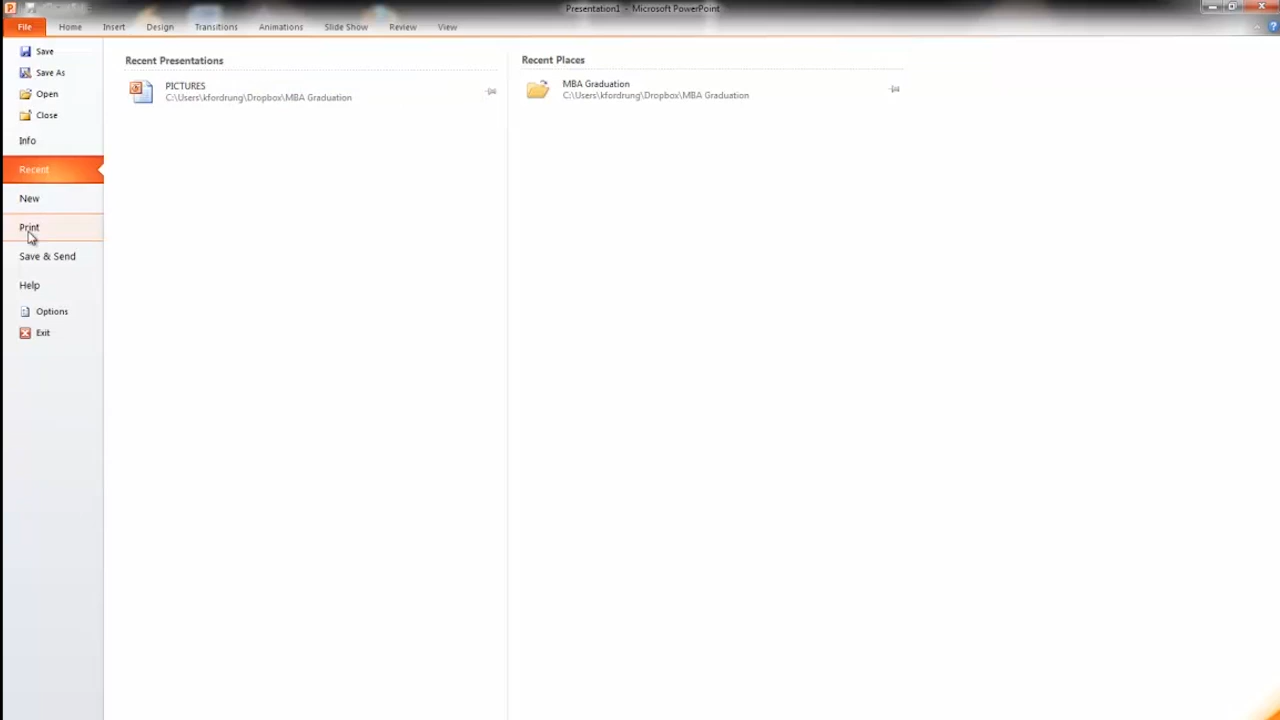 Presentation1 - Microsoft PowerPoint
File Home Insert Design Transitions Animations Slide Show Review View
Save
Save As
Open
Close
Info
Recent
New
Print
Save & Send
Help
Options
Exit
Recent Presentations
PICTURES
C:\Users\kfordrung\Dropbox\MBA Graduation
Recent Places
MBA Graduation
C:\Users\kfordrung\Dropbox\MBA Graduation